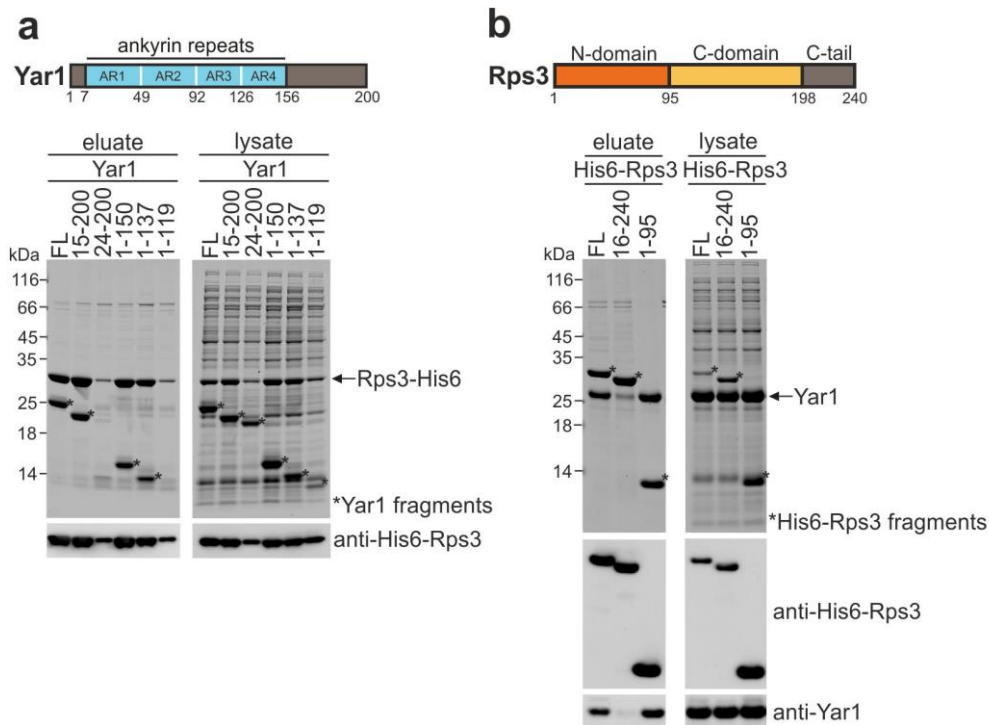 a
ankyrin repeats
Yar1 AR1 AR2 AR3 AR4
1 7 49 92 126 156 200
eluate lysate
Yar1 Yar1
FL 15-200 24-200 1-150 1-137 1-119 FL 15-200 24-200 1-150 1-137 1-119
kDa
116
66
45
35
Rps3-His6
25
18
14
*Yar1 fragments
anti-His6-Rps3
b
N-domain C-domain C-tail
Rps3
1 95 198 240
eluate lysate
His6-Rps3 His6-Rps3
FL 16-240 1-95 FL 16-240 1-95
kDa
116
66
45
35
25 Yar1
18
14
*His6-Rps3 fragments
anti-His6-Rps3
anti-Yar1